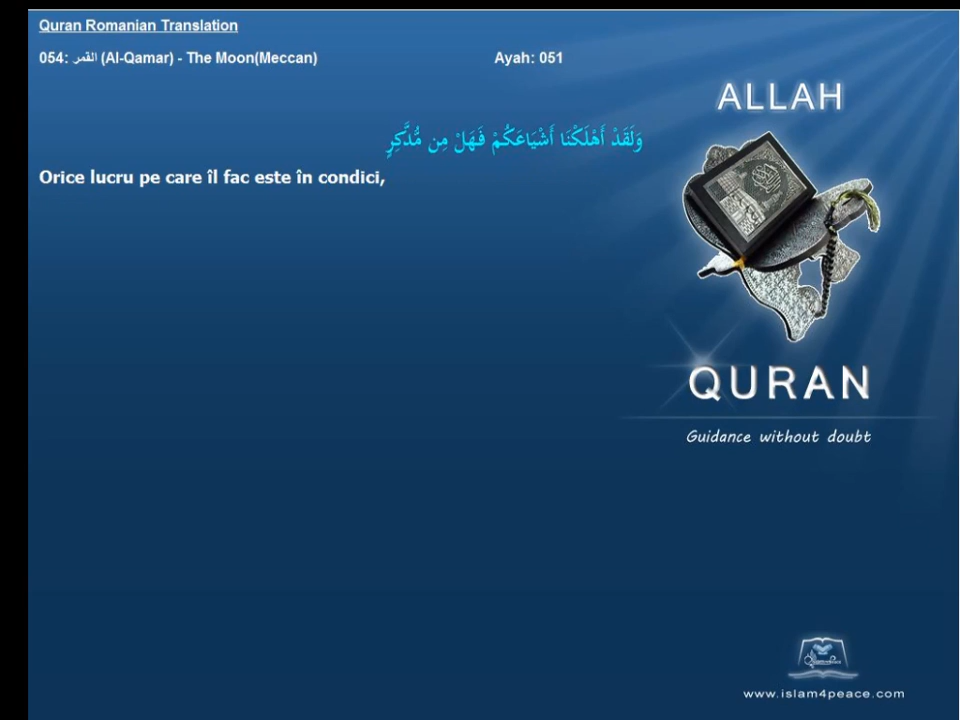 Quran Romanian Translation
054: القمر (Al-Qamar) - The Moon(Meccan) Ayah: 051
ALLAH
وَلَقَدْ أَهْلَكْنَا أَشْيَاعَكُمْ فَهَلْ مِن مُّدَّكِرٍ
Orice lucru pe care îl fac este în condici,
QURAN
Guidance without doubt
www.islam4peace.com